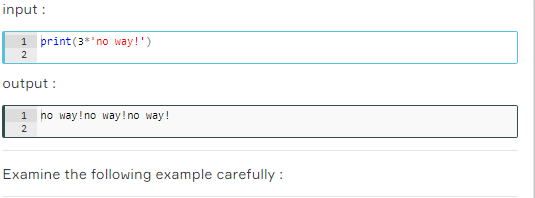 input :
1 print(3*'no way!')
2
output :
1 no way!no way!no way!
2
Examine the following example carefully :